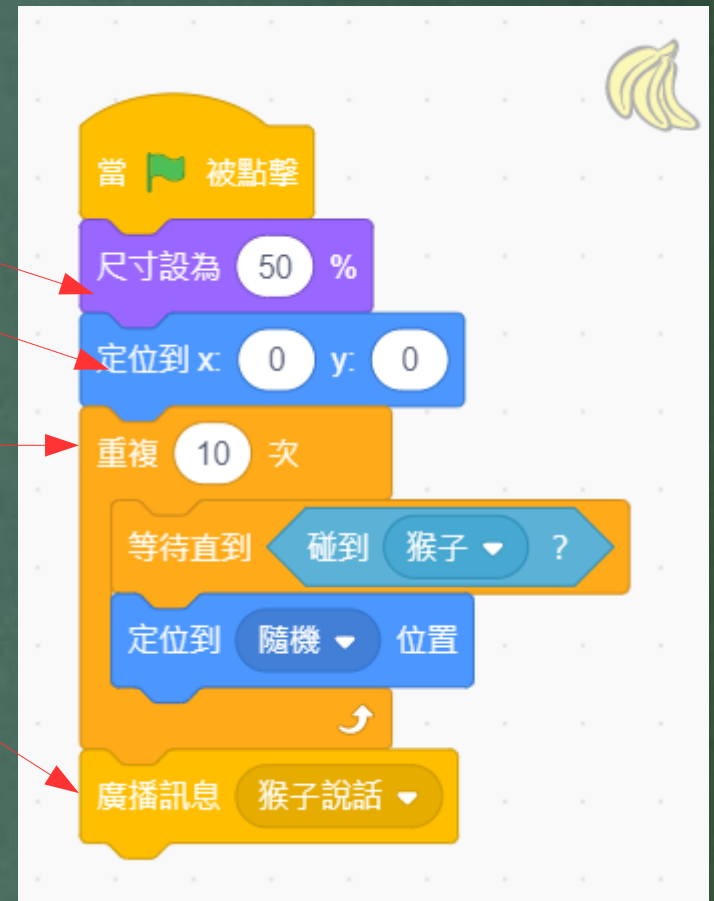 當 被點擊
尺寸設為 50 %
定位到 x: 0 y: 0
重複 10 次
等待直到 碰到 猴子 ?
定位到 隨機 位置
廣播訊息 猴子說話